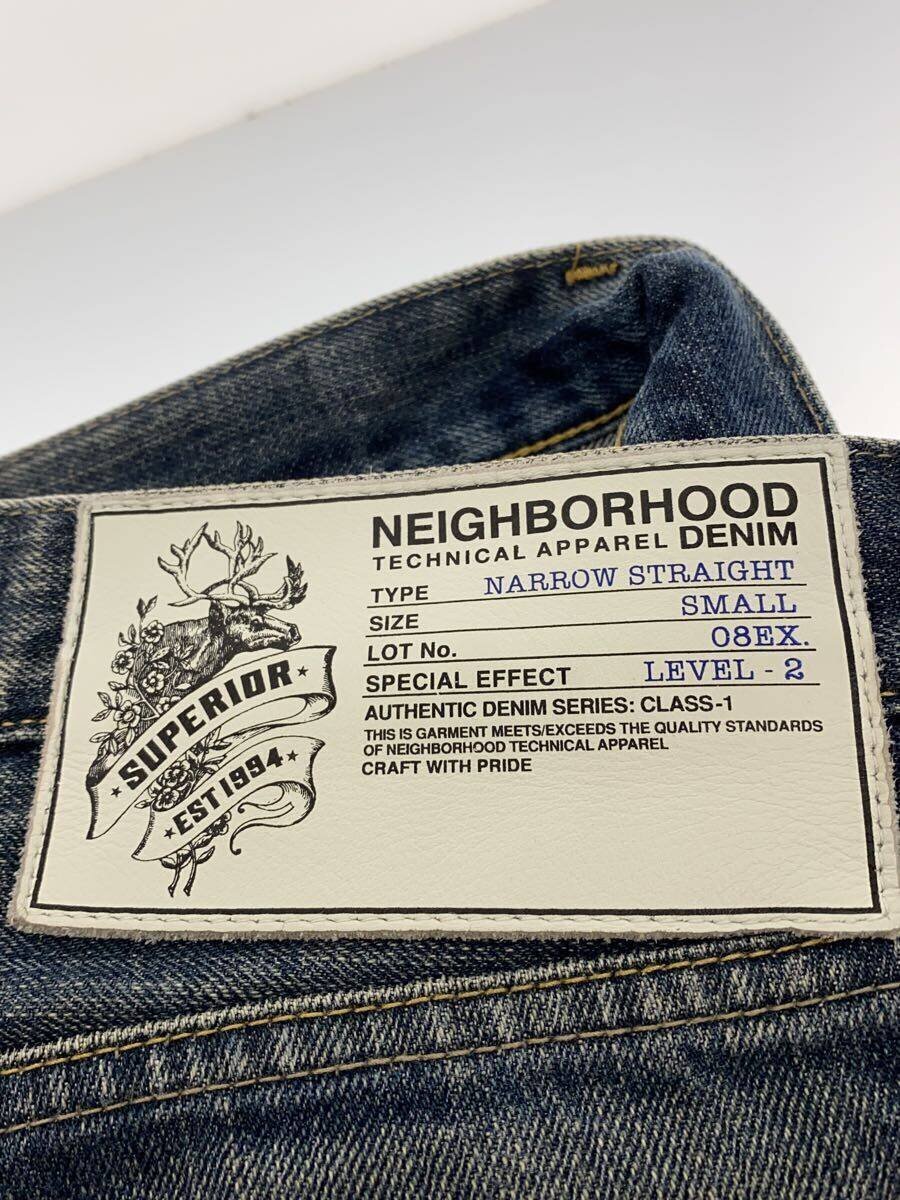 NEIGHBORHOOD
TECHNICAL APPAREL DENIM
TYPE NARROW STRAIGHT
SIZE SMALL
LOT No. 08EX.
SPECIAL EFFECT LEVEL - 2
AUTHENTIC DENIM SERIES: CLASS-1
THIS IS GARMENT MEETS/EXCEEDS THE QUALITY STANDARDS
OF NEIGHBORHOOD TECHNICAL APPAREL
CRAFT WITH PRIDE
★ SUPERIOR ★
★ EST 1994 ★